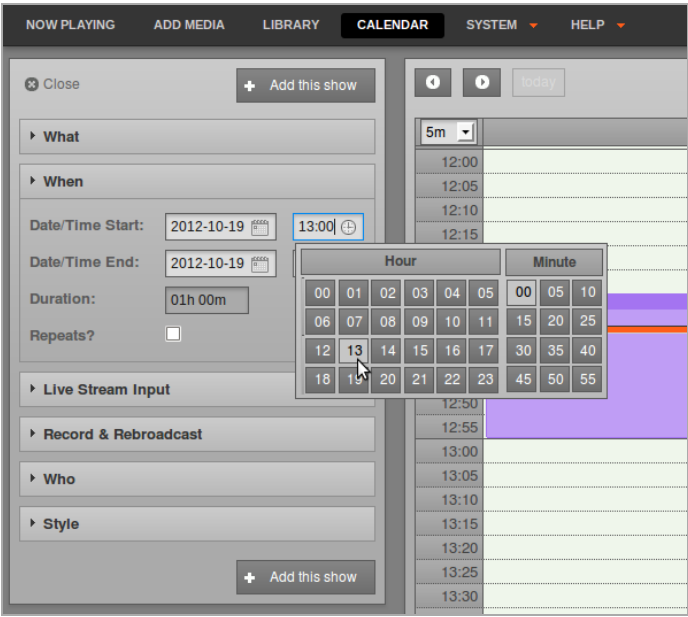 NOW PLAYING ADD MEDIA LIBRARY CALENDAR SYSTEM HELP
Close
+ Add this show
today
What
5m
When
Date/Time Start: 2012-10-19 13:00
Date/Time End: 2012-10-19
Duration: 01h 00m
Repeats?
Hour Minute
00 01 02 03 04 05 00 05 10
06 07 08 09 10 11 15 20 25
12 13 14 15 16 17 30 35 40
18 19 20 21 22 23 45 50 55
Live Stream Input
Record & Rebroadcast
Who
Style
+ Add this show
12:00
12:05
12:10
12:15
12:50
12:55
13:00
13:05
13:10
13:15
13:20
13:25
13:30